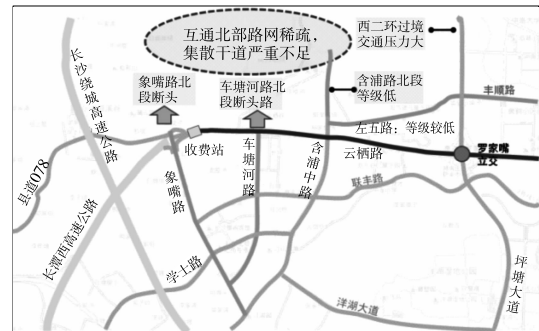 互通北部路网稀疏，
集散干道严重不足
西二环过境
交通压力大
象嘴路北
段断头
车塘河路北
段断头路
含浦路北段
等级低
丰顺路
左五路：等级较低
云栖路
罗家嘴
立交
收费站
长沙绕城高速公路
县道078
长潭西高速公路
象嘴路
车塘河路
含浦中路
联丰路
学士路
洋湖大道
坪塘大道